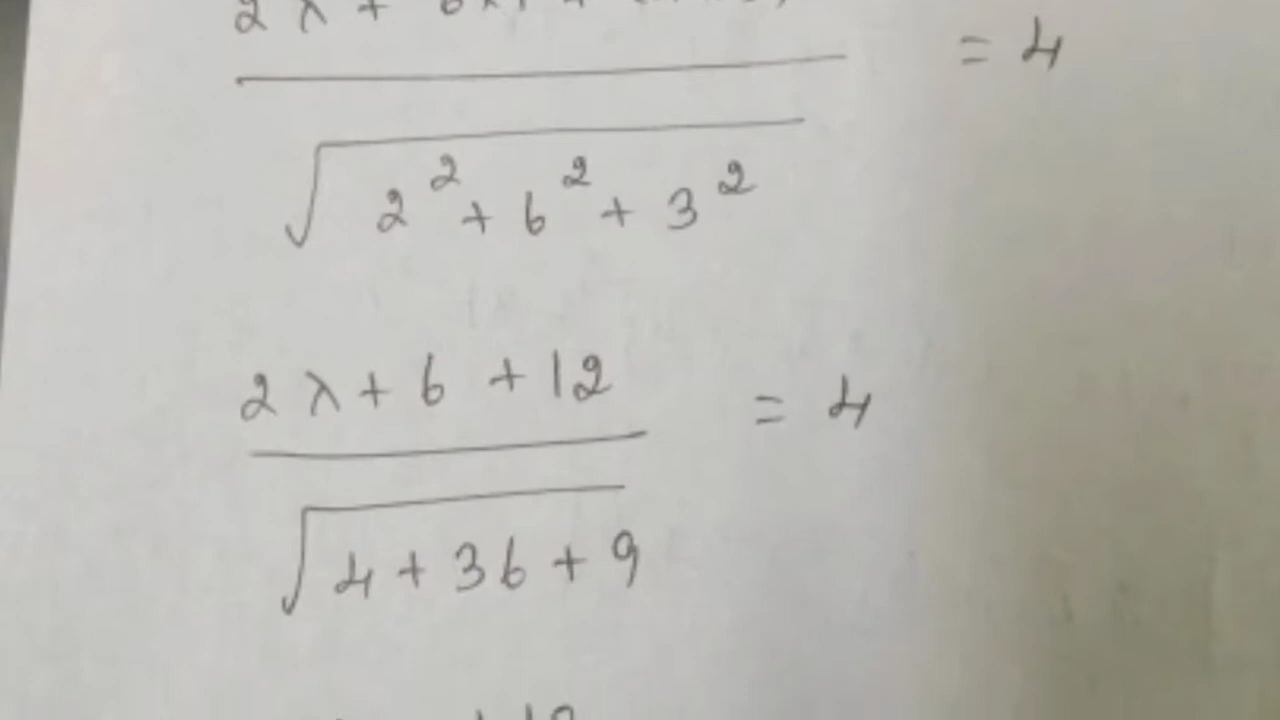 = 4
√2² + 6² + 3²
2λ + 6 + 12 = 4
√4 + 36 + 9